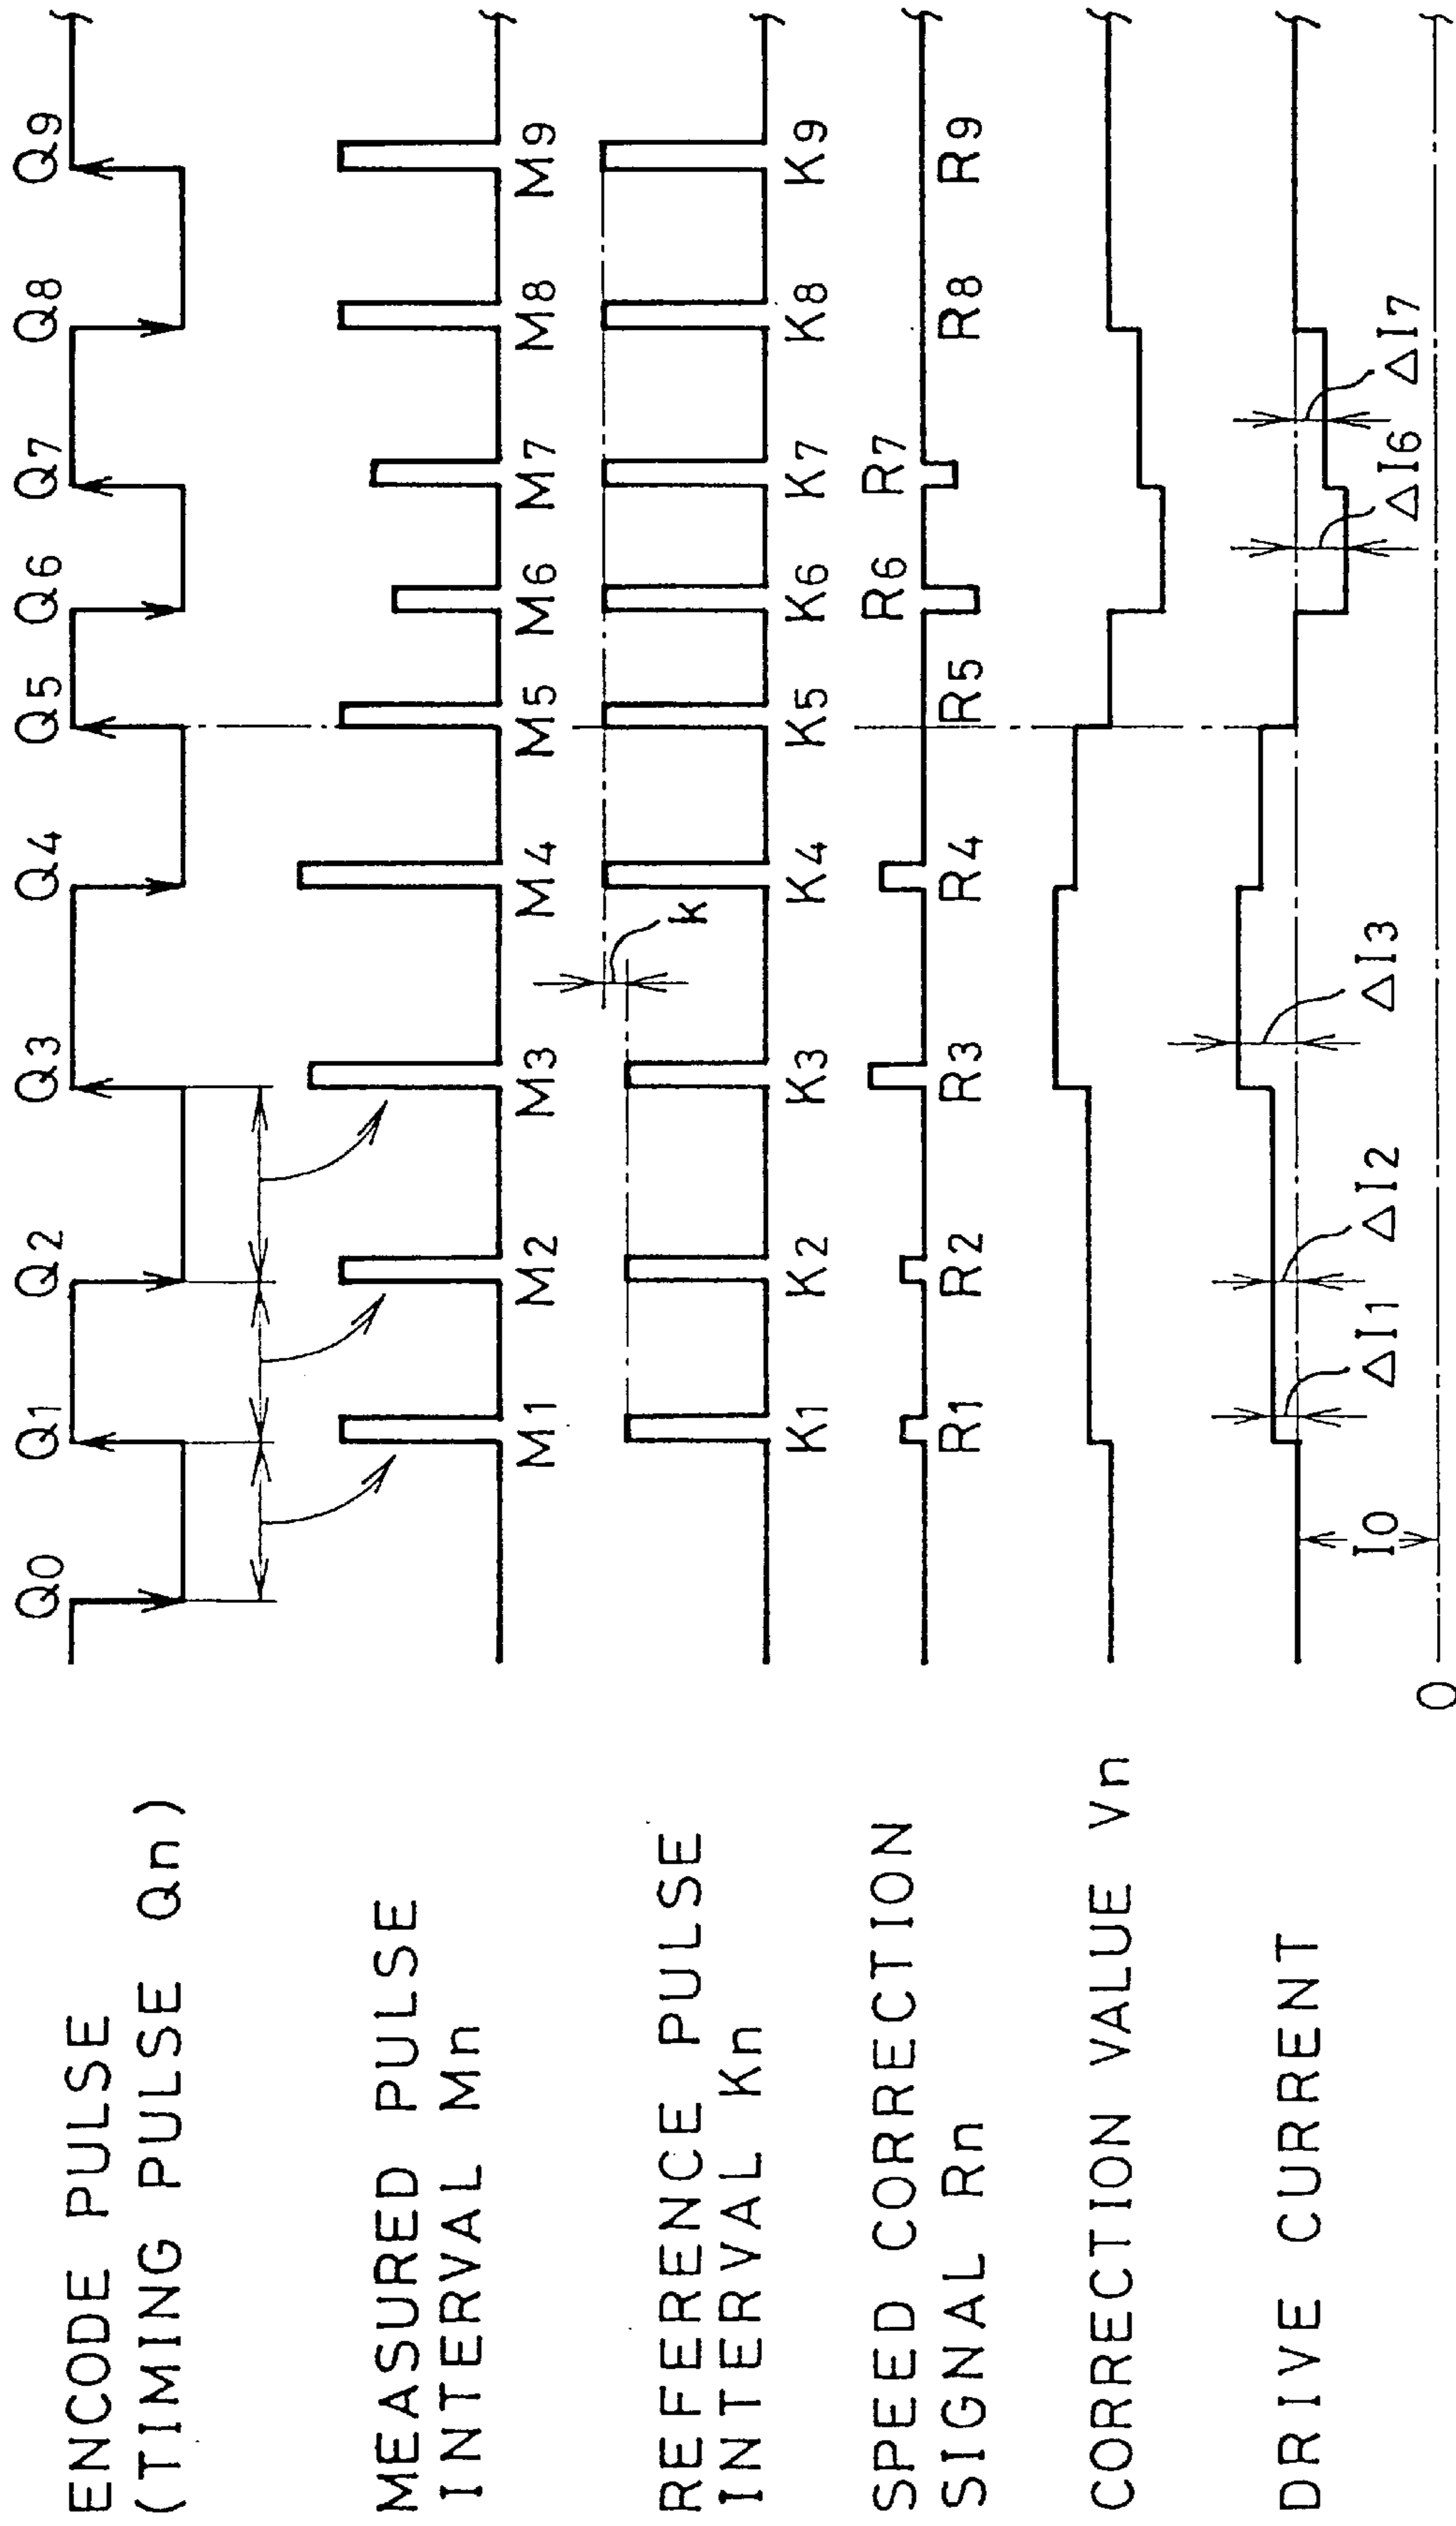 ENCODE PULSE
(TIMING PULSE Qn)
Q0 Q1 Q2 Q3 Q4 Q5 Q6 Q7 Q8 Q9
MEASURED PULSE
INTERVAL Mn
M1 M2 M3 M4 M5 M6 M7 M8 M9
REFERENCE PULSE
INTERVAL Kn
k
K1 K2 K3 K4 K5 K6 K7 K8 K9
SPEED CORRECTION
SIGNAL Rn
R6 R7
R1 R2 R3 R4 R5 R8 R9
CORRECTION VALUE Vn
DRIVE CURRENT
I0 ΔI1 ΔI2 ΔI3 ΔI6 ΔI7
0